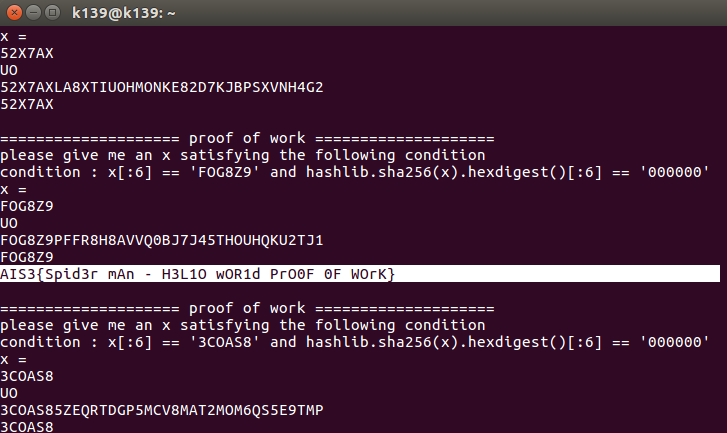 k139@k139: ~
x =
52X7AX
UO
52X7AXLA8XTIUOHMONKE82D7KJBPSXVNH4G2
52X7AX
==================== proof of work ====================
please give me an x satisfying the following condition
condition : x[:6] == 'FOG8Z9' and hashlib.sha256(x).hexdigest()[:6] == '000000'
x =
FOG8Z9
UO
FOG8Z9PFFR8H8AVVQ0BJ7J45THOUHQKU2TJ1
FOG8Z9
AIS3{Spid3r mAn - H3L1O wOR1d PrO0F 0F WOrK}
==================== proof of work ====================
please give me an x satisfying the following condition
condition : x[:6] == '3COAS8' and hashlib.sha256(x).hexdigest()[:6] == '000000'
x =
3COAS8
UO
3COAS85ZEQRTDGP5MCV8MAT2MOM6QS5E9TMP
3COAS8